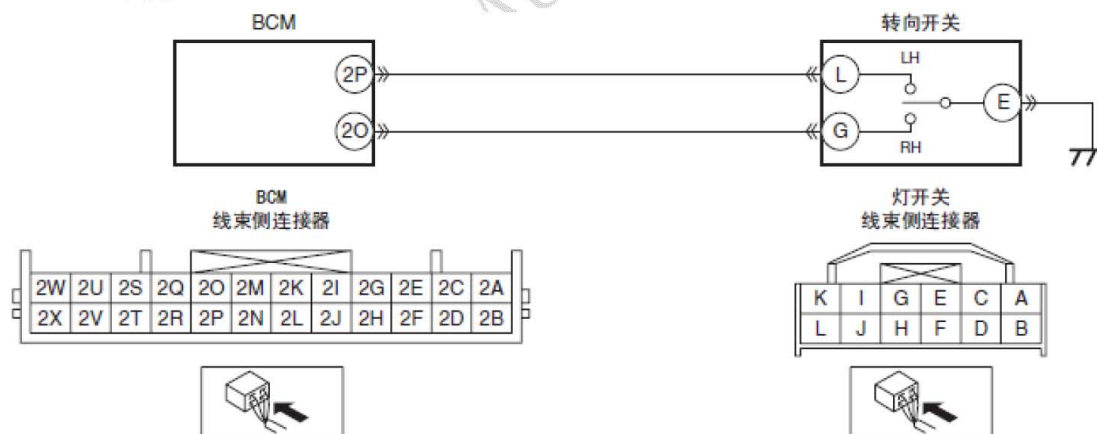 BCM
转向开关
2P
L
LH
E
2O
G
RH
BCM
线束侧连接器
灯开关
线束侧连接器
2W 2U 2S 2Q 2O 2M 2K 2I 2G 2E 2C 2A
2X 2V 2T 2R 2P 2N 2L 2J 2H 2F 2D 2B
K I G E C A
L J H F D B